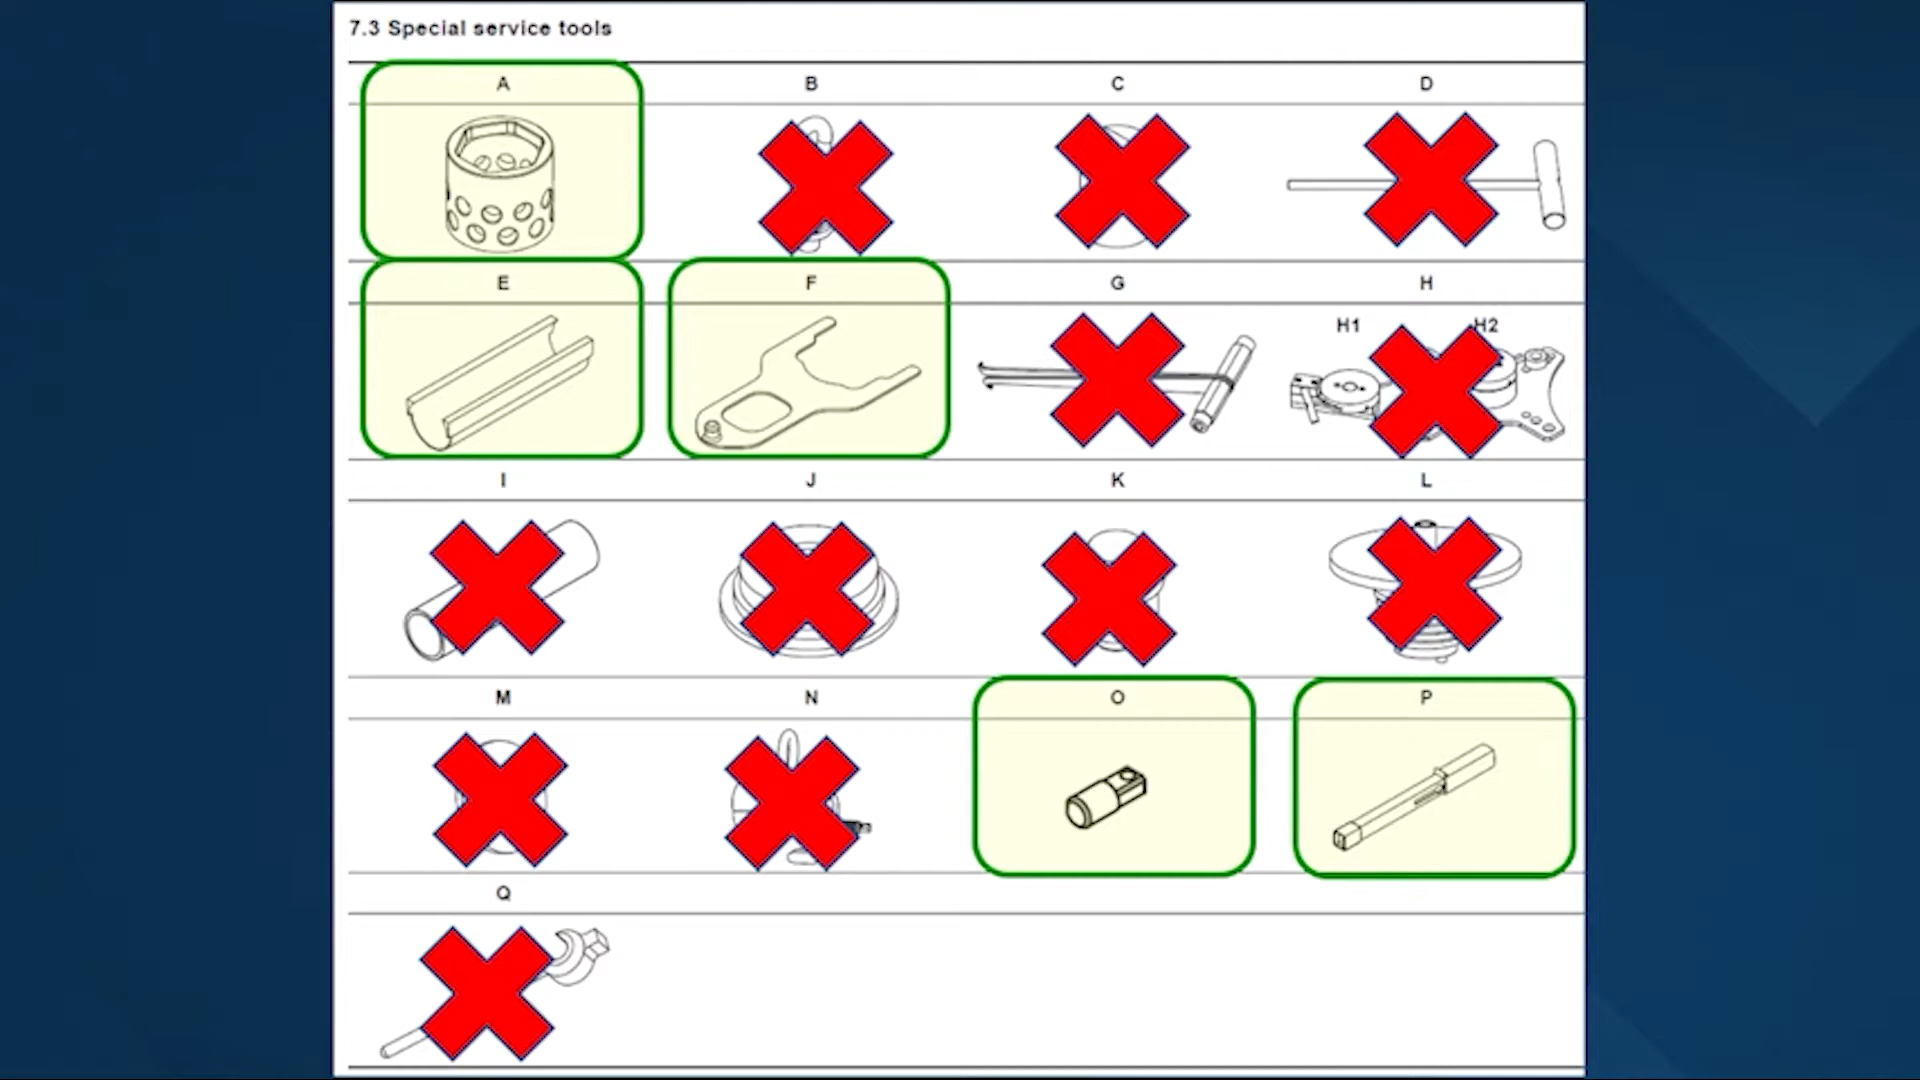 7.3 Special service tools
A B C D
E F G H
H1 H2
I J K L
M N O P
Q